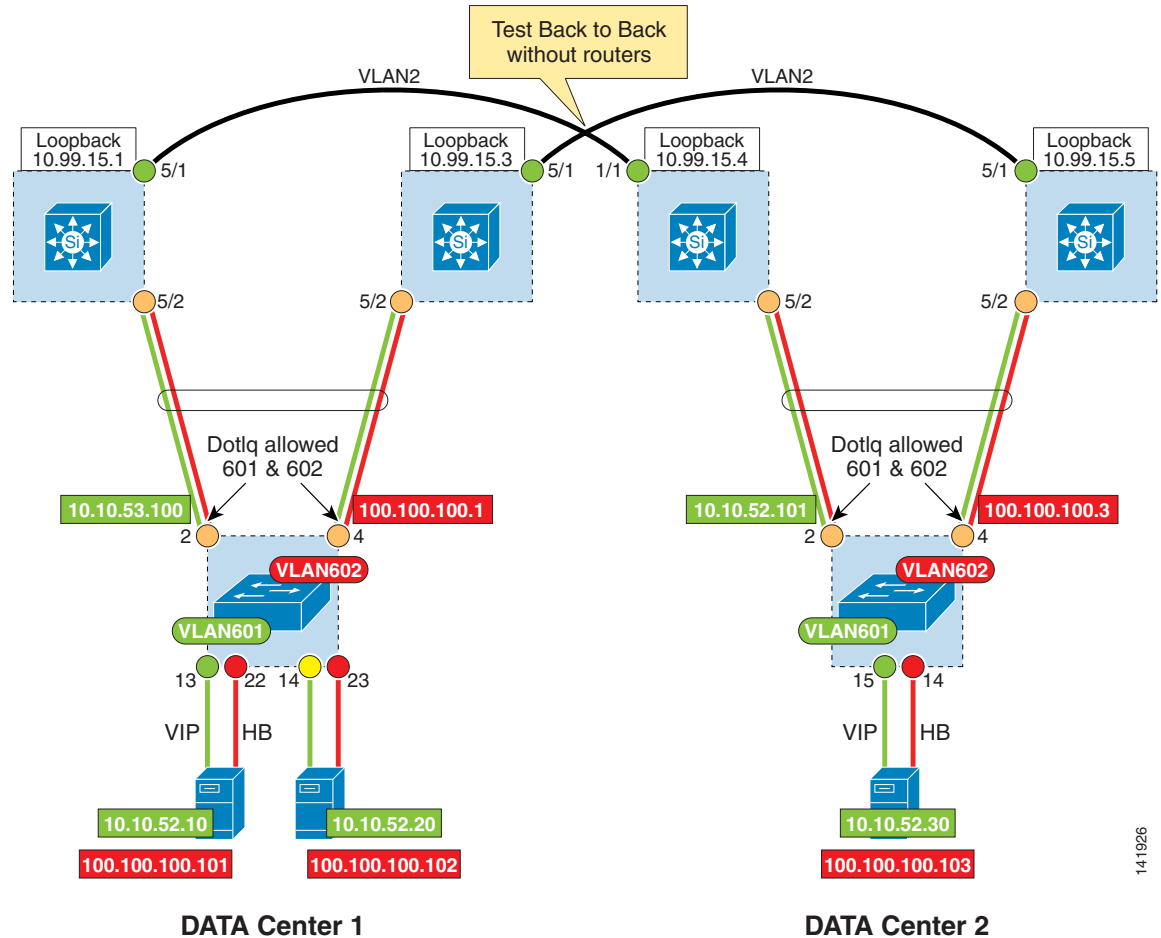 Test Back to Back
without routers
VLAN2
VLAN2
Loopback
10.99.15.1
5/1
Loopback
10.99.15.3
5/1
1/1
Loopback
10.99.15.4
5/1
Loopback
10.99.15.5
Si
Si
Si
Si
5/2
5/2
5/2
5/2
Dotlq allowed
601 & 602
Dotlq allowed
601 & 602
10.10.53.100
100.100.100.1
10.10.52.101
100.100.100.3
2
4
2
4
VLAN602
VLAN601
VLAN602
VLAN601
13
22
14
23
15
14
VIP
HB
VIP
HB
10.10.52.10
10.10.52.20
10.10.52.30
100.100.100.101
100.100.100.102
100.100.100.103
141926
DATA Center 1
DATA Center 2